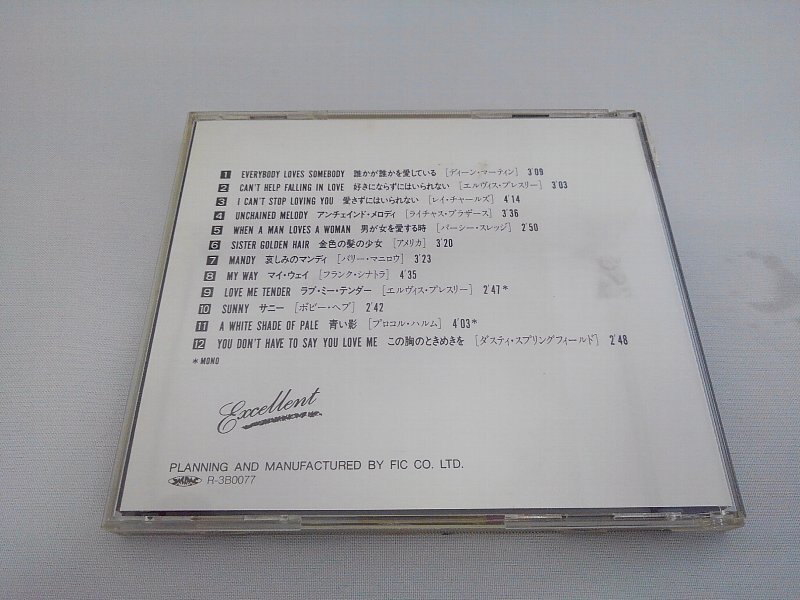 1 EVERYBODY LOVES SOMEBODY 誰かが誰かを愛している [ディーン・マーティン] 3'09
2 CAN'T HELP FALLING IN LOVE 好きにならずにはいられない [エルヴィス・プレスリー] 3'03
3 I CAN'T STOP LOVING YOU 愛さずにはいられない [レイ・チャールズ] 4'14
4 UNCHAINED MELODY アンチェインド・メロディ [ライチャス・ブラザース] 3'36
5 WHEN A MAN LOVES A WOMAN 男が女を愛する時 [パーシー・スレッジ] 2'50
6 SISTER GOLDEN HAIR 金色の髪の少女 [アメリカ] 3'20
7 MANDY 哀しみのマンディ [バリー・マニロウ] 3'23
8 MY WAY マイ・ウェイ [フランク・シナトラ] 4'35
9 LOVE ME TENDER ラブ・ミー・テンダー [エルヴィス・プレスリー] 2'47*
10 SUNNY サニー [ボビー・ヘブ] 2'42
11 A WHITE SHADE OF PALE 青い影 [プロコル・ハルム] 4'03*
12 YOU DON'T HAVE TO SAY YOU LOVE ME この胸のときめきを [ダスティ・スプリングフィールド] 2'48
*MONO
Excellent
PLANNING AND MANUFACTURED BY FIC CO. LTD.
R-3B0077